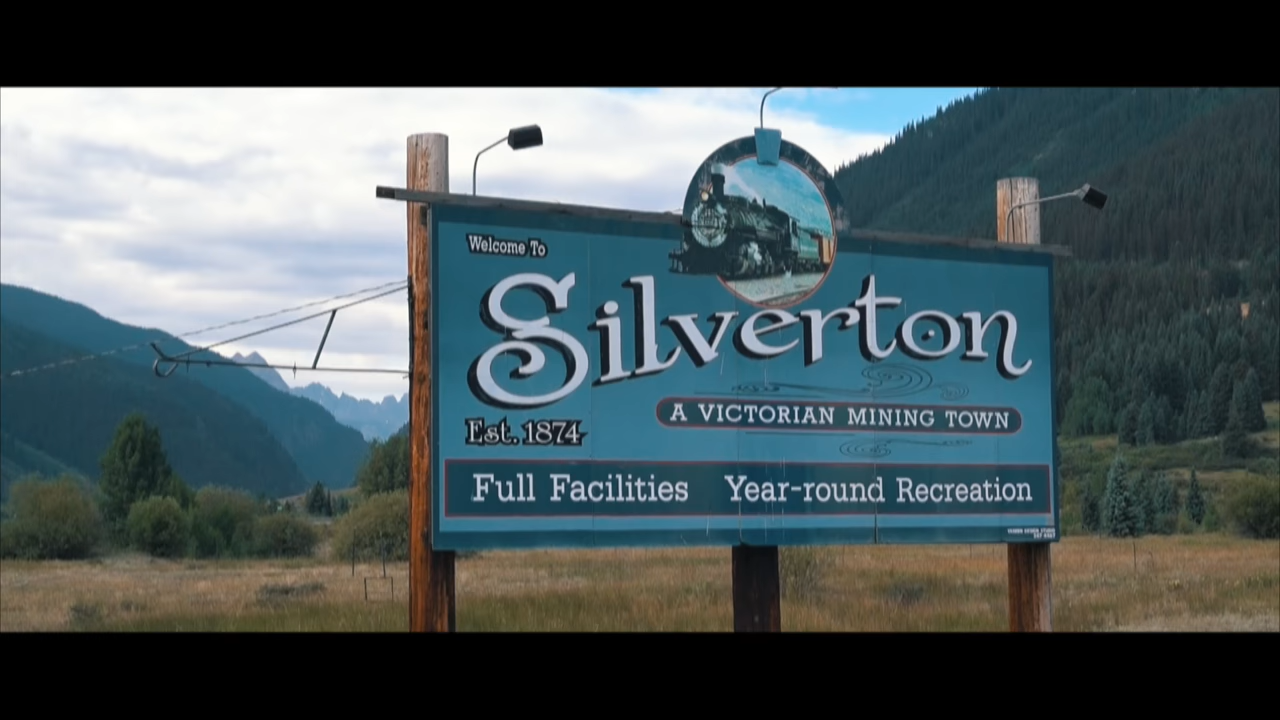 Welcome To
Silverton
A VICTORIAN MINING TOWN
Est. 1874
Full Facilities Year-round Recreation